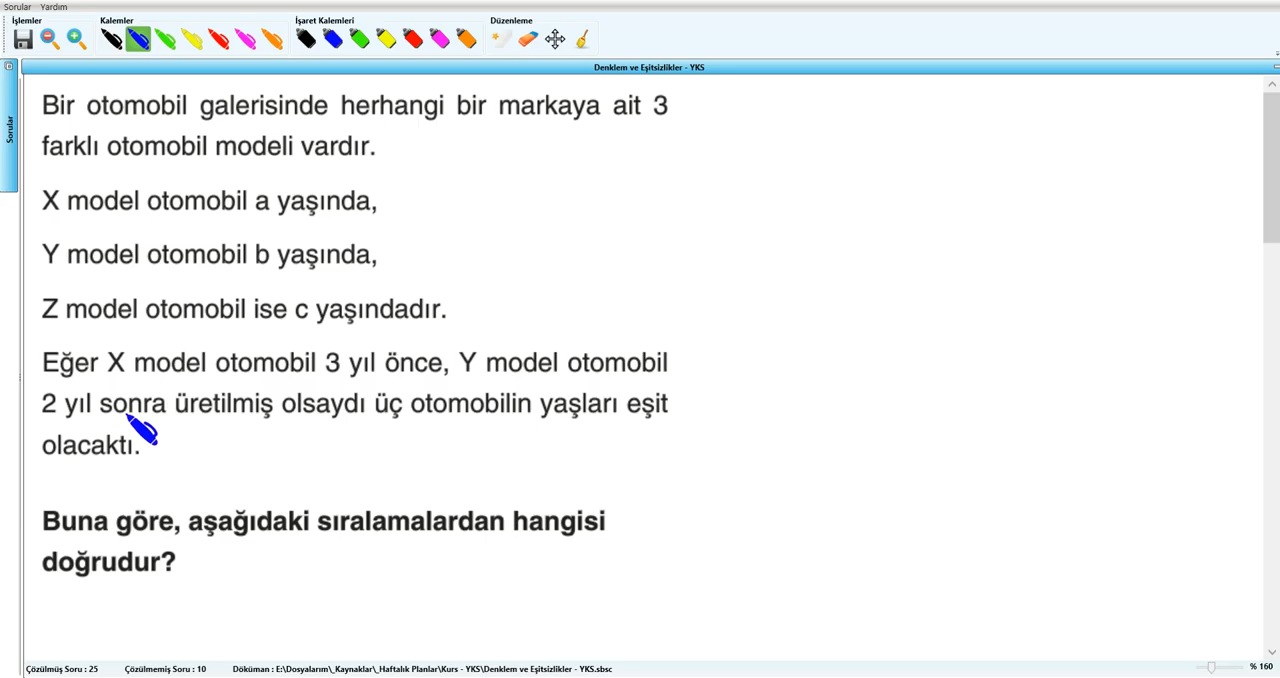 Sorular Yardım
İşlemler Kalemler İşaret Kalemleri Düzenleme
Denklem ve Eşitsizlikler - YKS
Sorular
Bir otomobil galerisinde herhangi bir markaya ait 3
farklı otomobil modeli vardır.
X model otomobil a yaşında,
Y model otomobil b yaşında,
Z model otomobil ise c yaşındadır.
Eğer X model otomobil 3 yıl önce, Y model otomobil
2 yıl sonra üretilmiş olsaydı üç otomobilin yaşları eşit
olacaktı.
Buna göre, aşağıdaki sıralamalardan hangisi
doğrudur?
Çözülmüş Soru : 25 Çözülmemiş Soru : 10 Döküman : E:\Dosyalarım\_Kaynaklar\_Haftalık Planlar\Kurs - YKS\Denklem ve Eşitsizlikler - YKS.sbsc % 160